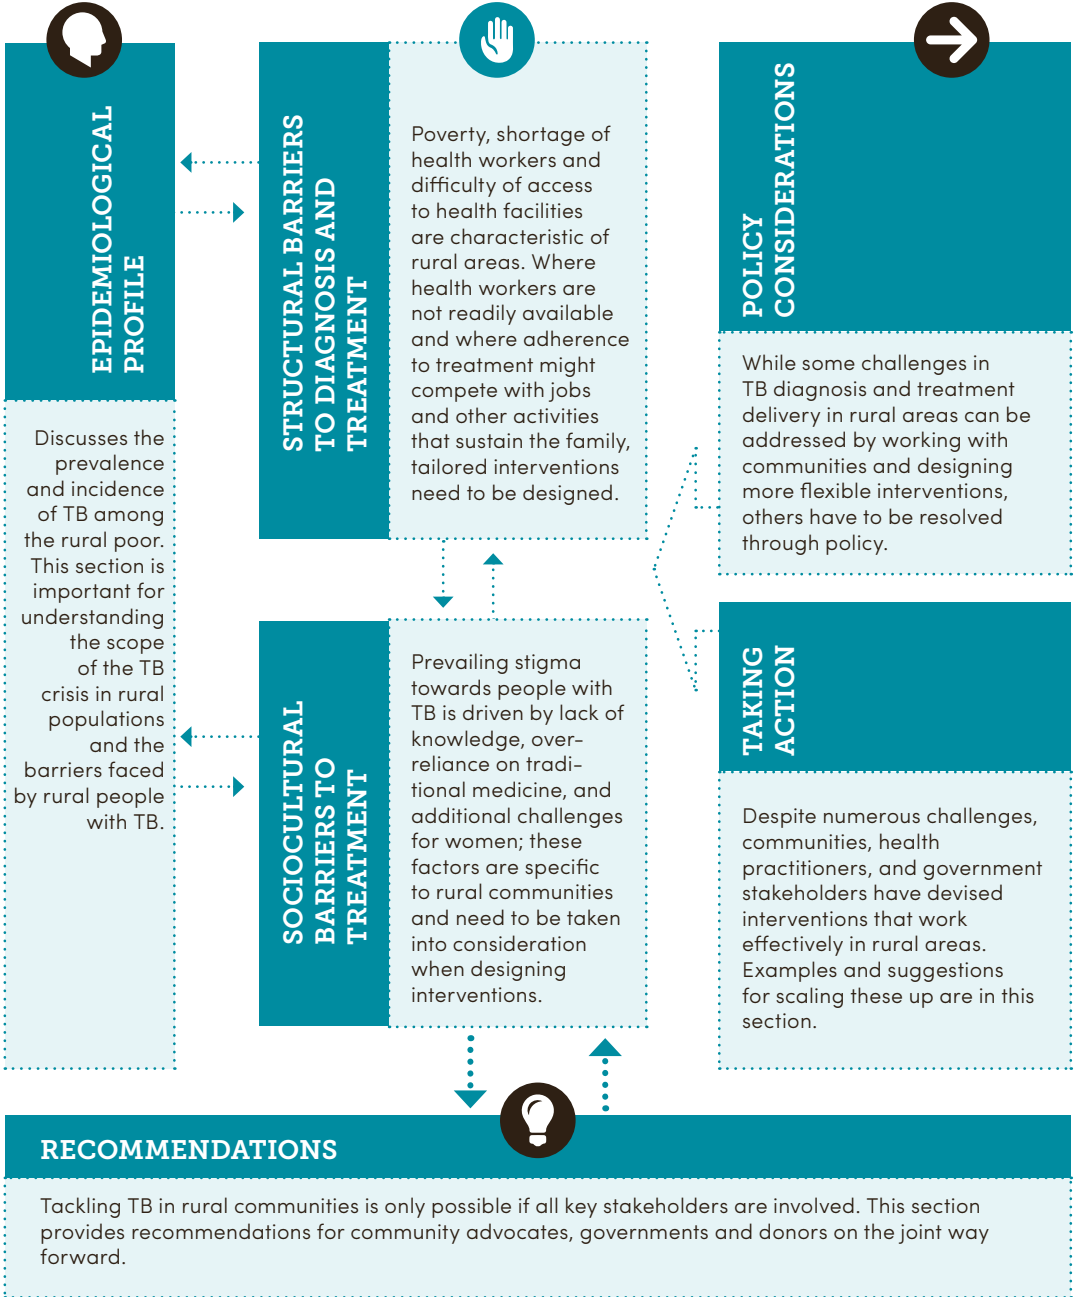 EPIDEMIOLOGICAL
PROFILE
Discusses the
prevalence
and incidence
of TB among
the rural poor.
This section is
important for
understanding
the scope
of the TB
crisis in rural
populations
and the
barriers faced
by rural people
with TB.
STRUCTURAL BARRIERS
TO DIAGNOSIS AND
TREATMENT
Poverty, shortage of
health workers and
difficulty of access
to health facilities
are characteristic of
rural areas. Where
health workers are
not readily available
and where adherence
to treatment might
compete with jobs
and other activities
that sustain the family,
tailored interventions
need to be designed.
SOCIOCULTURAL
BARRIERS TO
TREATMENT
Prevailing stigma
towards people with
TB is driven by lack of
knowledge, over-
reliance on tradi-
tional medicine, and
additional challenges
for women; these
factors are specific
to rural communities
and need to be taken
into consideration
when designing
interventions.
POLICY
CONSIDERATIONS
While some challenges in
TB diagnosis and treatment
delivery in rural areas can be
addressed by working with
communities and designing
more flexible interventions,
others have to be resolved
through policy.
TAKING
ACTION
Despite numerous challenges,
communities, health
practitioners, and government
stakeholders have devised
interventions that work
effectively in rural areas.
Examples and suggestions
for scaling these up are in this
section.
RECOMMENDATIONS
Tackling TB in rural communities is only possible if all key stakeholders are involved. This section
provides recommendations for community advocates, governments and donors on the joint way
forward.